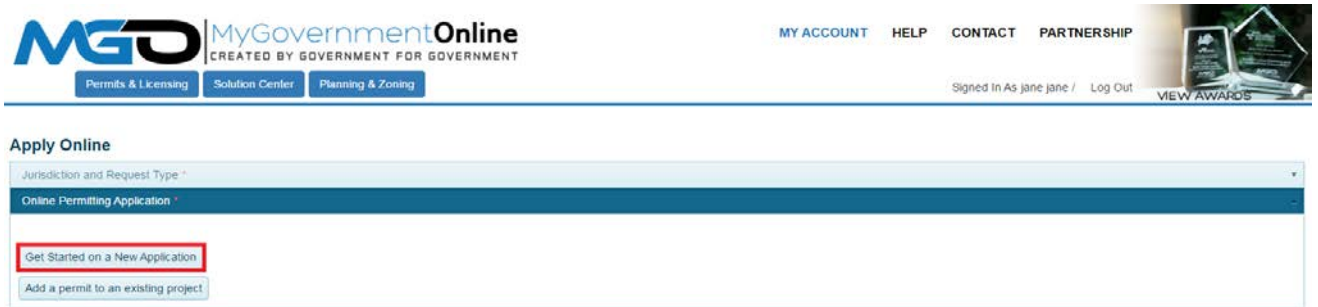 MGO MyGovernmentOnline
CREATED BY GOVERNMENT FOR GOVERNMENT
MY ACCOUNT HELP CONTACT PARTNERSHIP
Permits & Licensing Solution Center Planning & Zoning
Signed In As jane jane / Log Out
VIEW AWARDS
Apply Online
Jurisdiction and Request Type *
Online Permitting Application *
Get Started on a New Application
Add a permit to an existing project